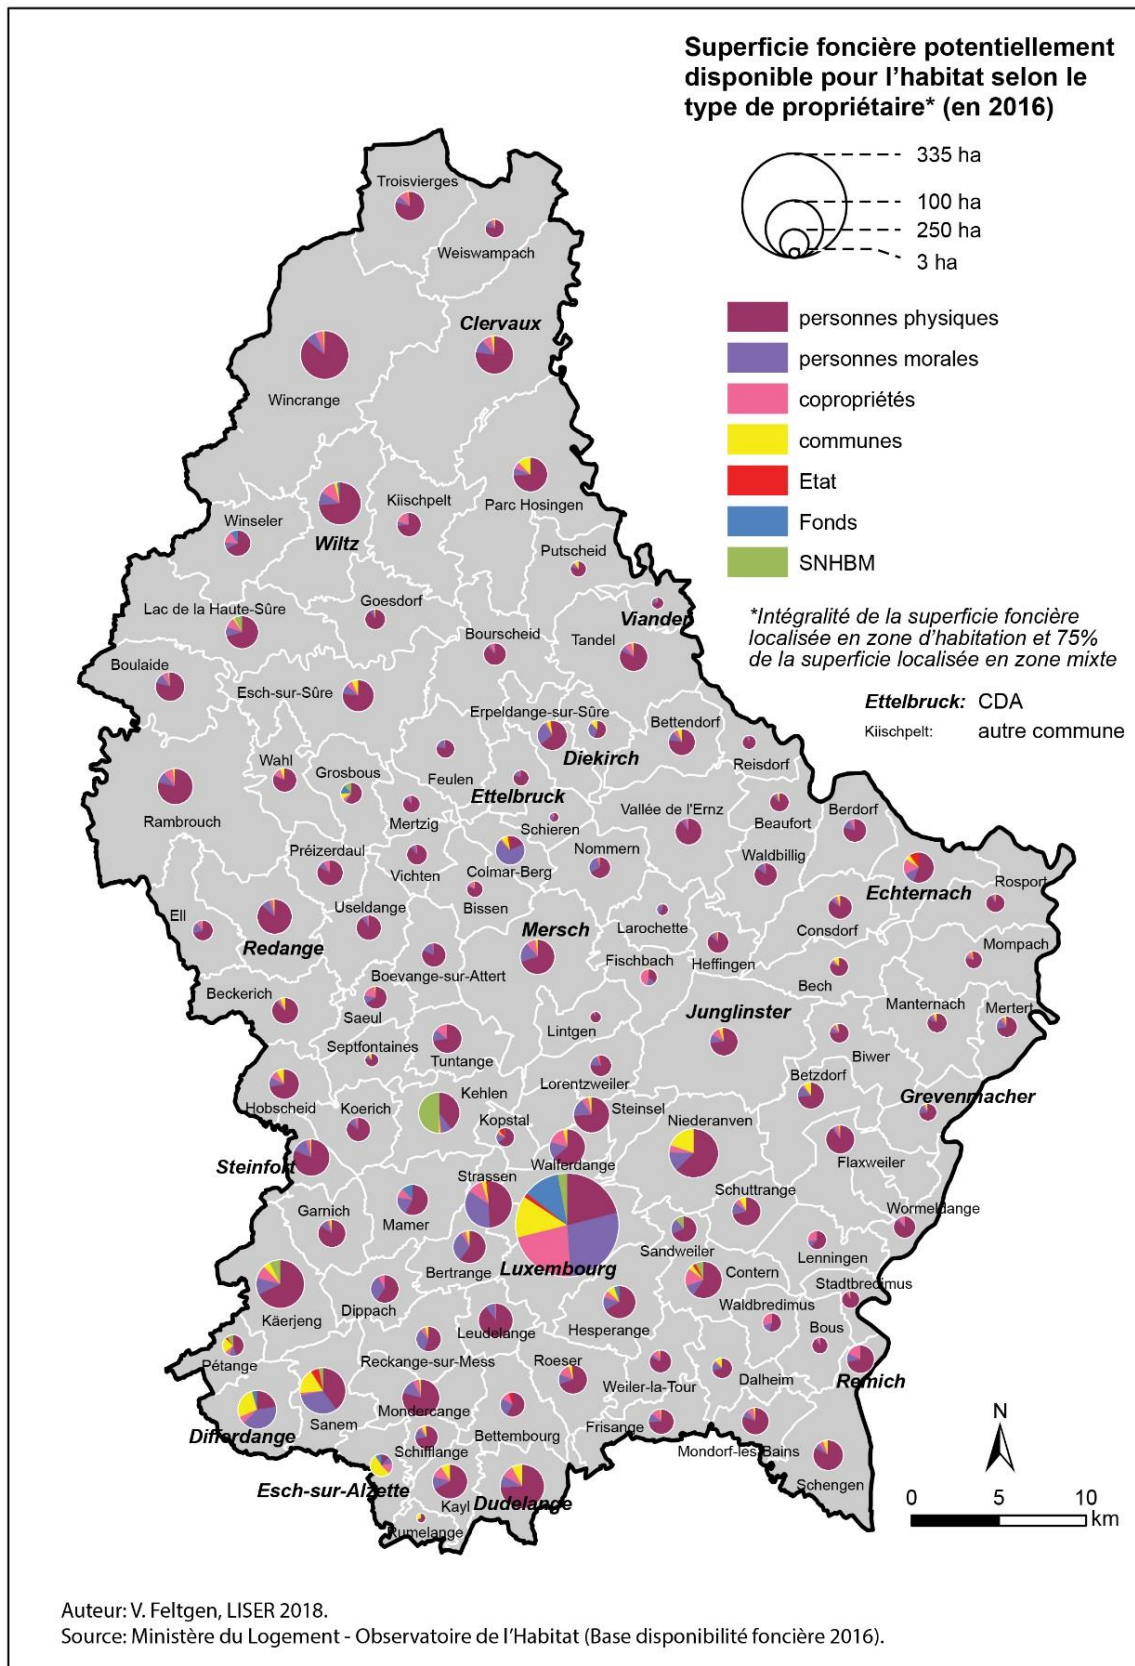 Superficie foncière potentiellement
disponible pour l'habitat selon le
type de propriétaire* (en 2016)
335 ha
100 ha
250 ha
3 ha
personnes physiques
personnes morales
copropriétés
communes
Etat
Fonds
SNHBM
*Intégralité de la superficie foncière
localisée en zone d'habitation et 75%
de la superficie localisée en zone mixte
Ettelbruck: CDA
Kiischpelt: autre commune
Troisvierges
Weiswampach
Clervaux
Wincrange
Parc Hosingen
Kiischpelt
Winseler
Wiltz
Putscheid
Goesdorf
Lac de la Haute-Sûre
Vianden
Bourscheid
Tandel
Boulaide
Esch-sur-Sûre
Erpeldange-sur-Sûre
Bettendorf
Diekirch
Reisdorf
Wahl
Grosbous
Feulen
Rambrouch
Ettelbruck
Mertzig
Vallée de l'Ernz
Beaufort
Berdorf
Schieren
Préizerdaul
Vichten
Colmar-Berg
Nommern
Waldbillig
Echternach
Rosport
Bissen
Ell
Useldange
Larochette
Consdorf
Redange
Mersch
Heffingen
Mompach
Boevange-sur-Attert
Fischbach
Bech
Beckerich
Saeul
Manternach
Mertert
Junglinster
Lintgen
Septfontaines
Tuntange
Biwer
Lorentzweiler
Betzdorf
Hobscheid
Kehlen
Grevenmacher
Koerich
Kopstal
Steinsel
Niederanven
Walferdange
Flaxweiler
Steinfort
Strassen
Schuttrange
Mamer
Garnich
Wormeldange
Sandweiler
Lenningen
Bertrange
Luxembourg
Contern
Stadtbredimus
Käerjeng
Dippach
Waldbredimus
Leudelange
Hesperange
Bous
Pétange
Reckange-sur-Mess
Roeser
Weiler-la-Tour
Dalheim
Remich
Sanem
Mondercange
Differdange
Bettembourg
Frisange
Schifflange
Mondorf-les-Bains
Esch-sur-Alzette
Kayl
Dudelange
Schengen
Rumelange
N
0 5 10
km
Auteur: V. Feltgen, LISER 2018.
Source: Ministère du Logement - Observatoire de l'Habitat (Base disponibilité foncière 2016).